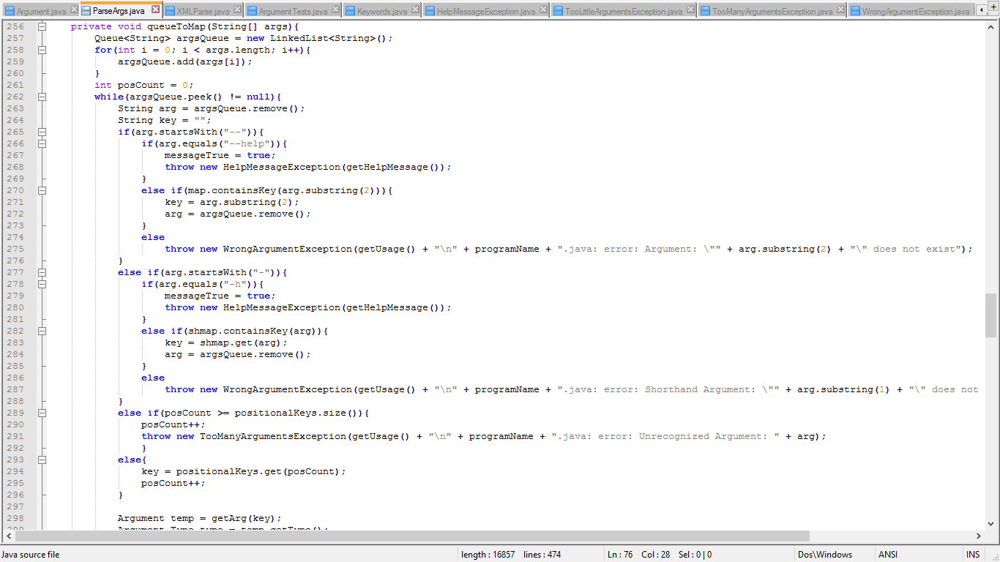 Argument.java ParseArgs.java XMLParse.java ArgumentTests.java Keywords.java HelpMessageException.java TooLittleArgumentsException.java TooManyArgumentsException.java WrongArgumentException.java
256 private void queueToMap(String[] args){
257 Queue<String> argsQueue = new LinkedList<String>();
258 for(int i = 0; i < args.length; i++){
259 argsQueue.add(args[i]);
260 }
261 int posCount = 0;
262 while(argsQueue.peek() != null){
263 String arg = argsQueue.remove();
264 String key = "";
265 if(arg.startsWith("--")){
266 if(arg.equals("--help")){
267 messageTrue = true;
268 throw new HelpMessageException(getHelpMessage());
269 }
270 else if(map.containsKey(arg.substring(2))){
271 key = arg.substring(2);
272 arg = argsQueue.remove();
273 }
274 else
275 throw new WrongArgumentException(getUsage() + "\n" + programName + ".java: error: Argument: \"" + arg.substring(2) + "\" does not exist");
276 }
277 else if(arg.startsWith("-")){
278 if(arg.equals("-h")){
279 messageTrue = true;
280 throw new HelpMessageException(getHelpMessage());
281 }
282 else if(shmap.containsKey(arg)){
283 key = shmap.get(arg);
284 arg = argsQueue.remove();
285 }
286 else
287 throw new WrongArgumentException(getUsage() + "\n" + programName + ".java: error: Shorthand Argument: \"" + arg.substring(1) + "\" does not
288 }
289 else if(posCount >= positionalKeys.size()){
290 posCount++;
291 throw new TooManyArgumentsException(getUsage() + "\n" + programName + ".java: error: Unrecognized Argument: " + arg);
292 }
293 else{
294 key = positionalKeys.get(posCount);
295 posCount++;
296 }
297
298 Argument temp = getArg(key);
299 Argument.Type type = temp.getType();
Java source file length : 16857 lines : 474 Ln : 76 Col : 28 Sel : 0 | 0 Dos\Windows ANSI INS